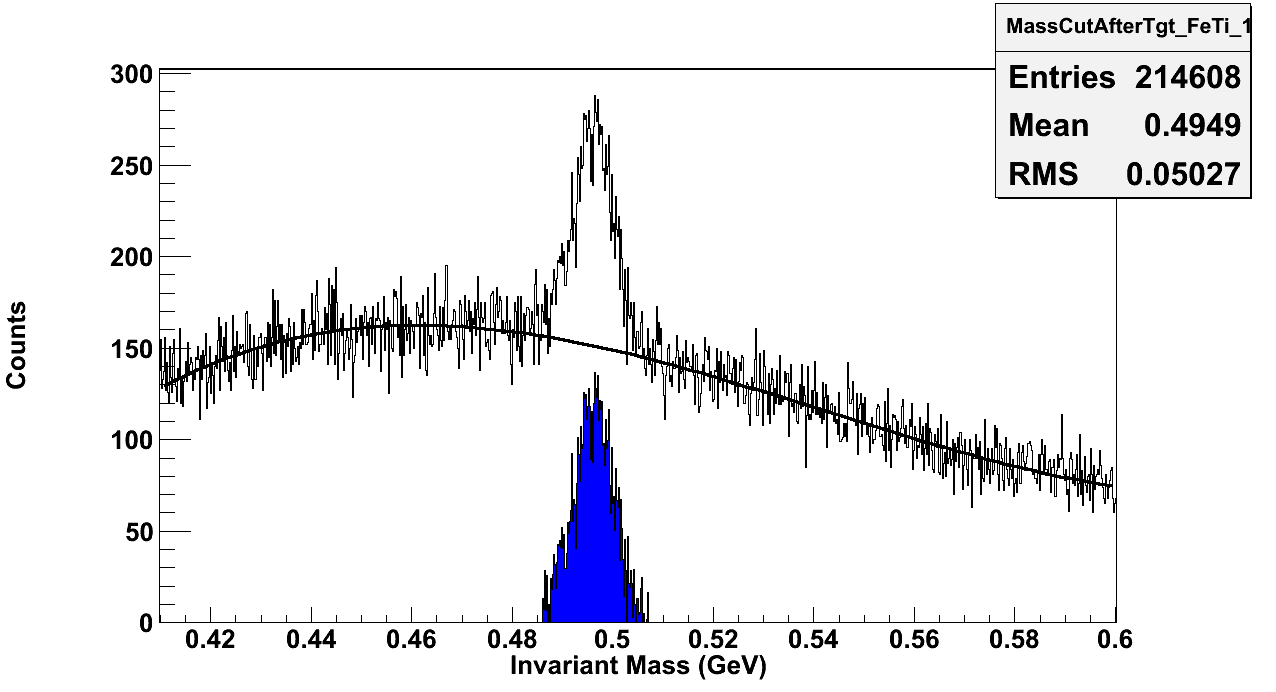 MassCutAfterTgt_FeTi_1
Entries 214608
Mean 0.4949
RMS 0.05027
Counts
300
250
200
150
100
50
0
0.42 0.44 0.46 0.48 0.5 0.52 0.54 0.56 0.58 0.6
Invariant Mass (GeV)